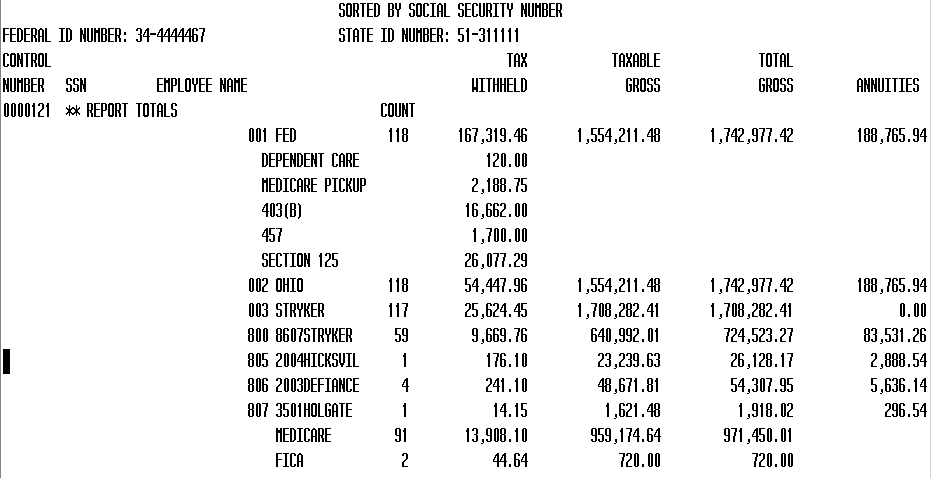 SORTED BY SOCIAL SECURITY NUMBER
FEDERAL ID NUMBER: 34-4444467 STATE ID NUMBER: 51-311111
CONTROL TAX TAXABLE TOTAL
NUMBER SSN EMPLOYEE NAME WITHHELD GROSS GROSS ANNUITIES
0000121 ** REPORT TOTALS COUNT
001 FED 118 167,319.46 1,554,211.48 1,742,977.42 188,765.94
DEPENDENT CARE 120.00
MEDICARE PICKUP 2,188.75
403(B) 16,662.00
457 1,700.00
SECTION 125 26,077.29
002 OHIO 118 54,447.96 1,554,211.48 1,742,977.42 188,765.94
003 STRYKER 117 25,624.45 1,708,282.41 1,708,282.41 0.00
800 8607STRYKER 59 9,669.76 640,992.01 724,523.27 83,531.26
805 2004HICKSVIL 1 176.10 23,239.63 26,128.17 2,888.54
806 2003DEFIANCE 4 241.10 48,671.81 54,307.95 5,636.14
807 3501HOLGATE 1 14.15 1,621.48 1,918.02 296.54
MEDICARE 91 13,908.10 959,174.64 971,450.01
FICA 2 44.64 720.00 720.00